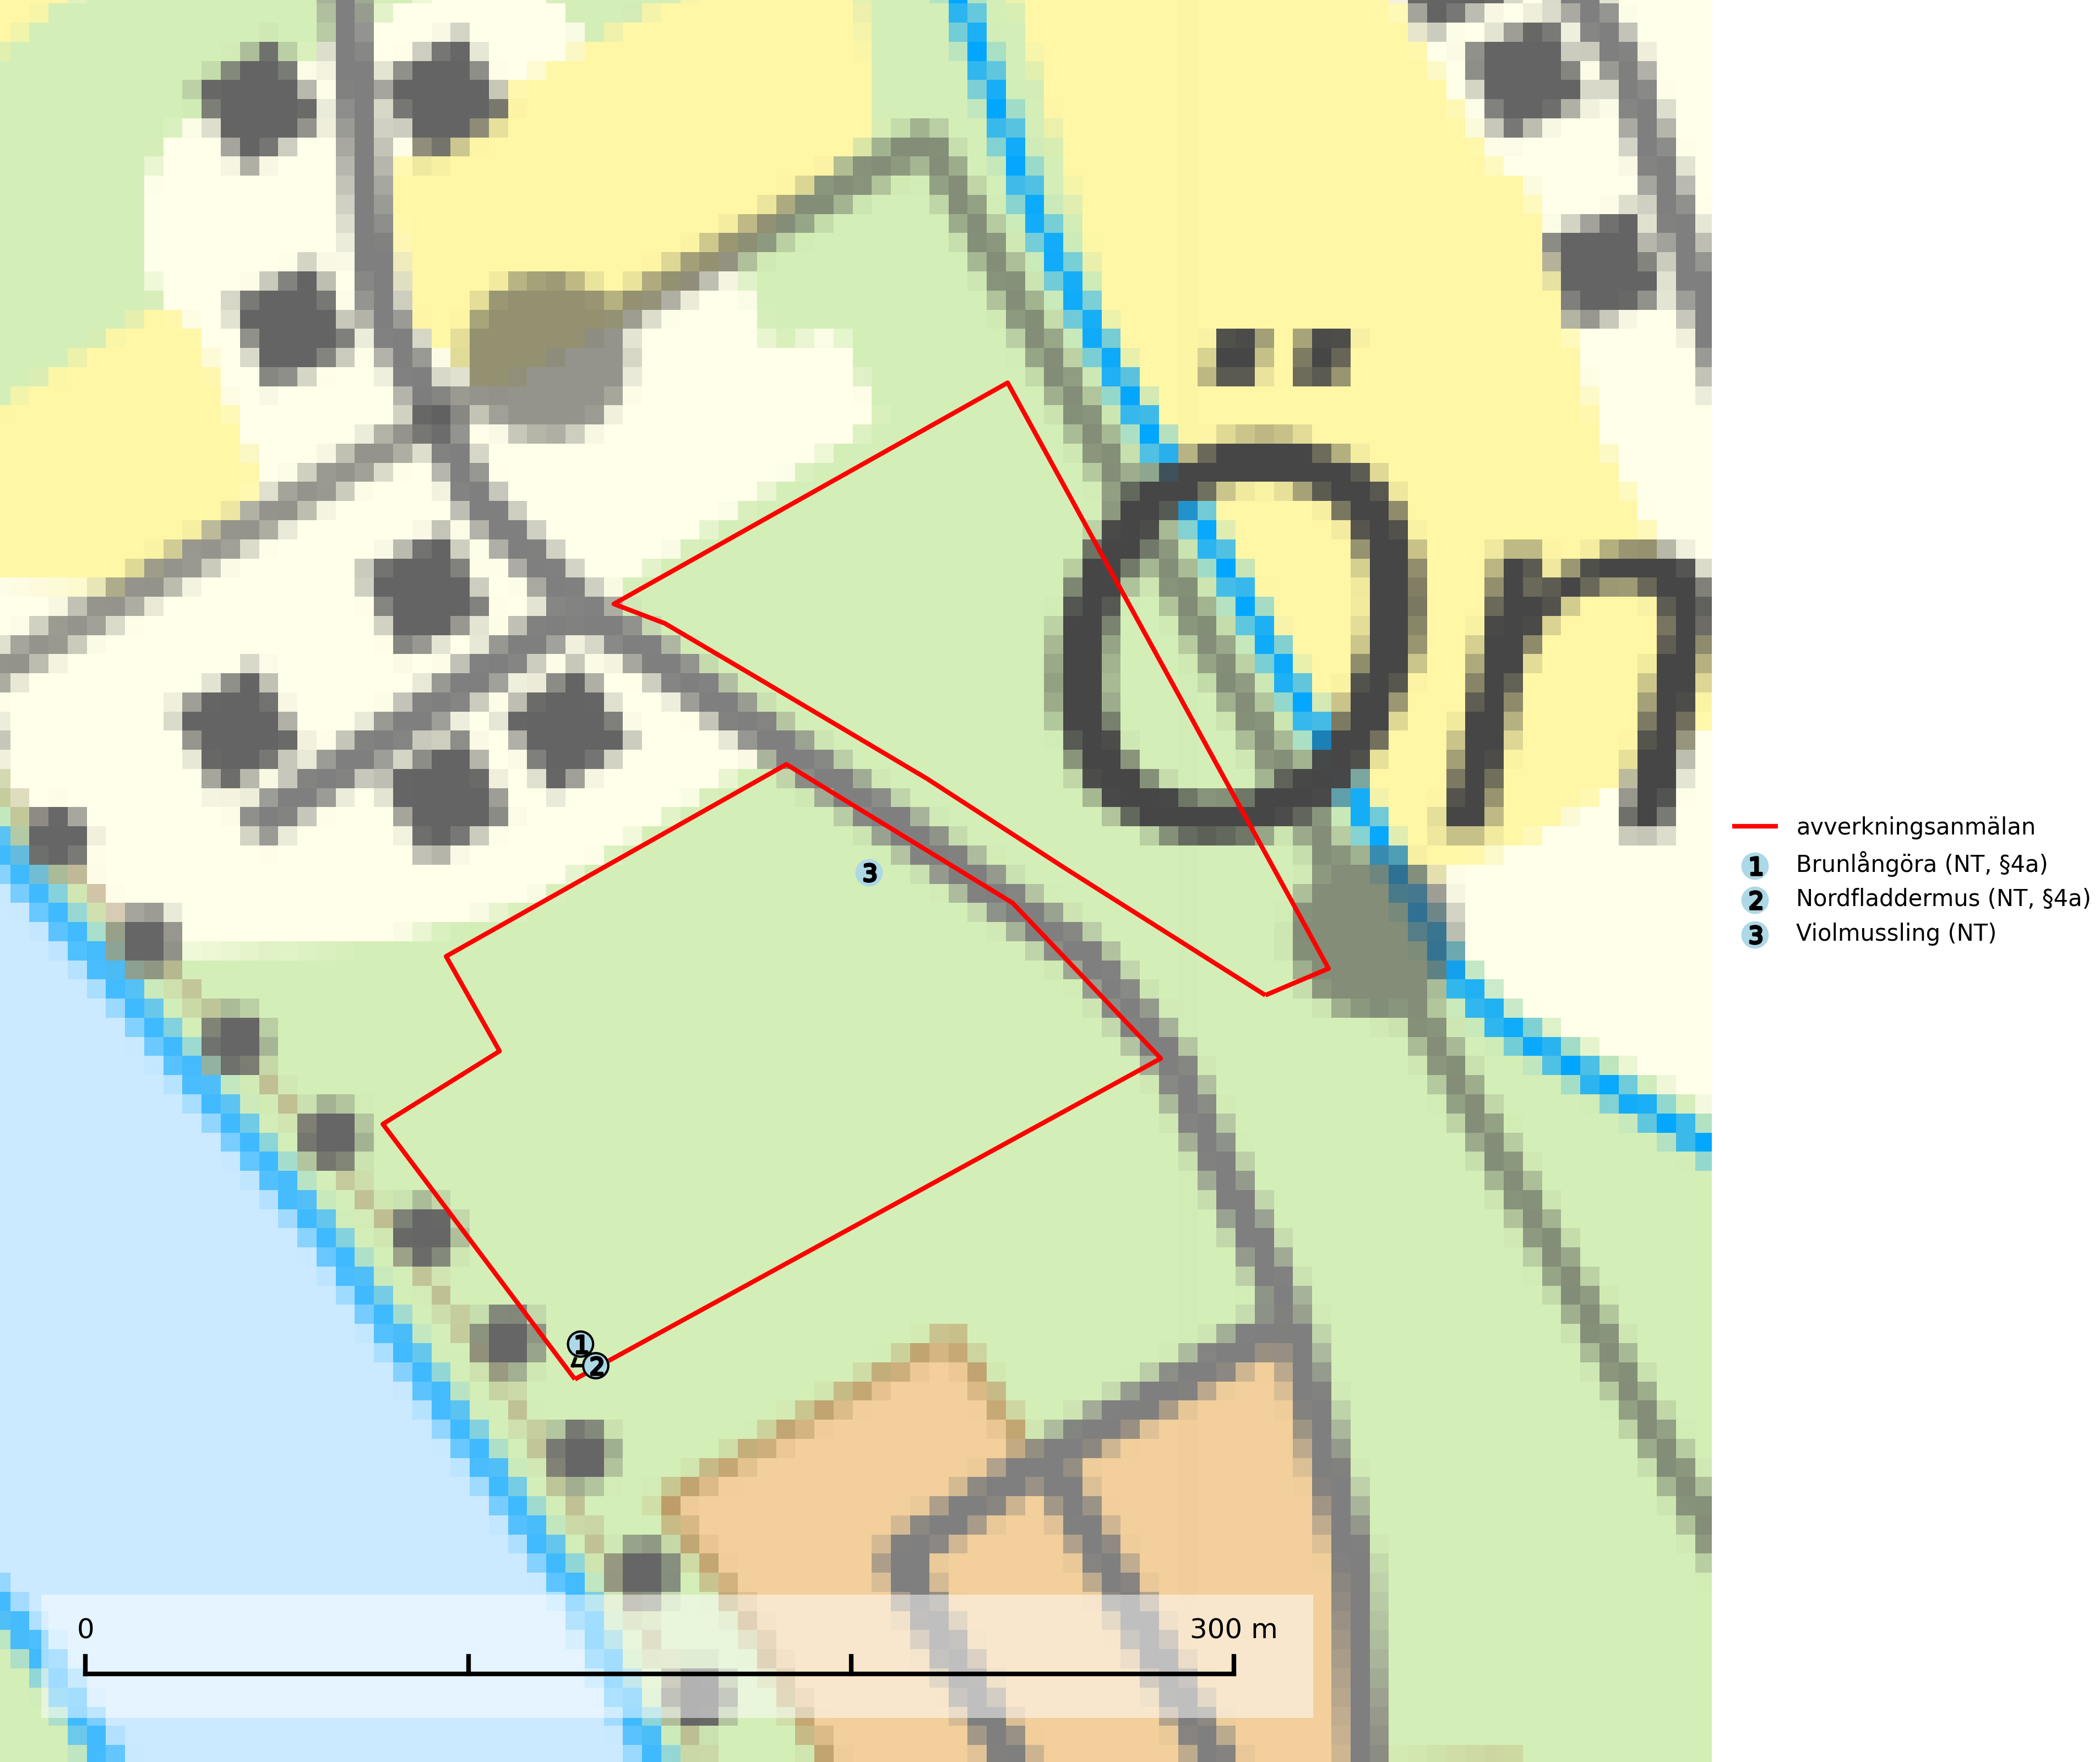 Ön
3
1
2
0 300 m
avverkningsanmälan
1 Brunlångöra (NT, §4a)
2 Nordfladdermus (NT, §4a)
3 Violmussling (NT)